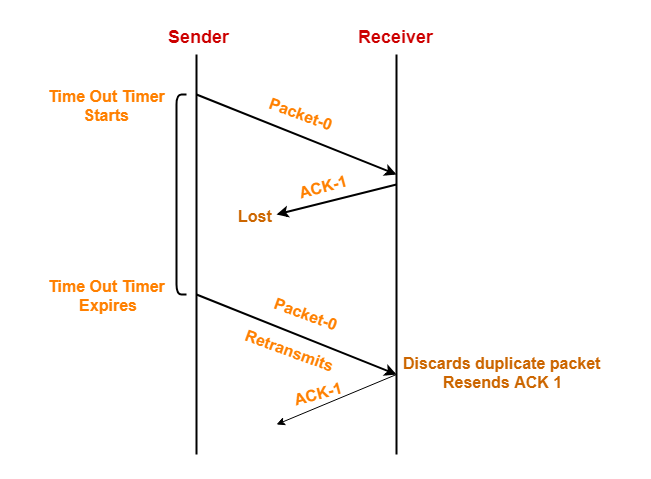 Sender
Receiver
Time Out Timer
Starts
Packet-0
ACK-1
Lost
Time Out Timer
Expires
Packet-0
Retransmits
Discards duplicate packet
Resends ACK 1
ACK-1